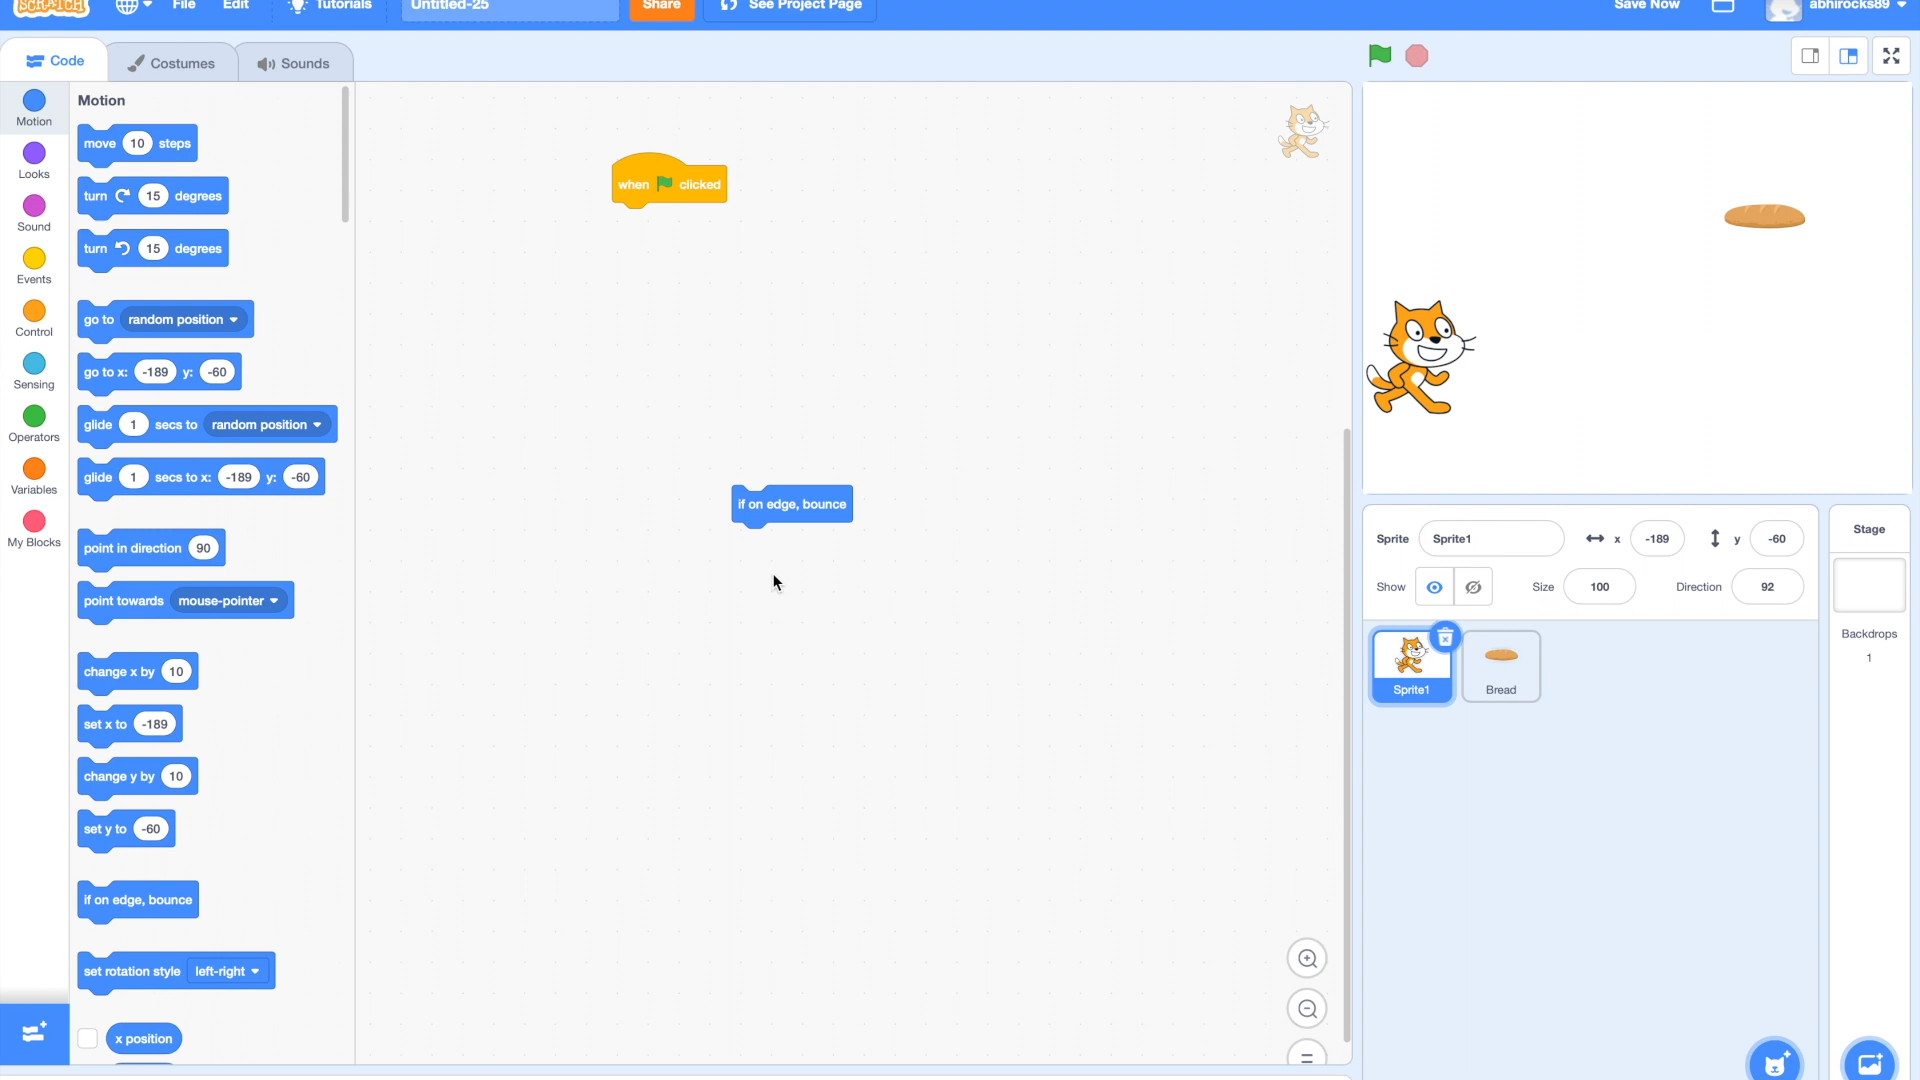 SCRATCH File Edit Tutorials Untitled-25 Share See Project Page Save Now abhirocks89
Code Costumes Sounds
Motion
Looks
Sound
Events
Control
Sensing
Operators
Variables
My Blocks
Motion
move 10 steps
turn 15 degrees
turn 15 degrees
go to random position
go to x: -189 y: -60
glide 1 secs to random position
glide 1 secs to x: -189 y: -60
point in direction 90
point towards mouse-pointer
change x by 10
set x to -189
change y by 10
set y to -60
if on edge, bounce
set rotation style left-right
x position
when clicked
if on edge, bounce
Sprite Sprite1 x -189 y -60
Show Size 100 Direction 92
Sprite1 Bread
Stage
Backdrops
1